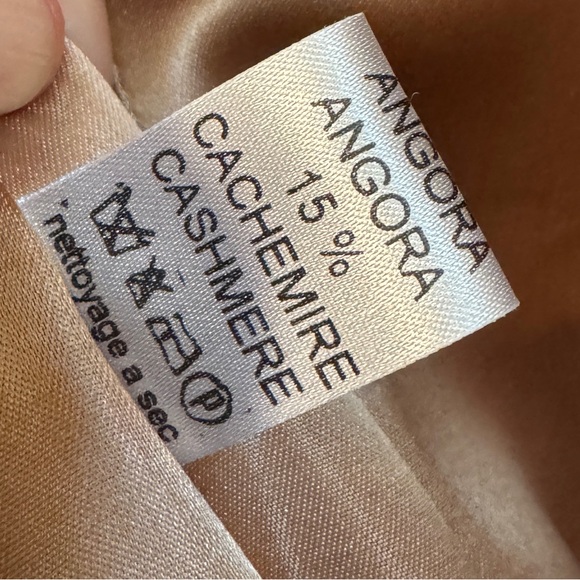 ANGORA
ANGORA
15 %
CACHEMIRE
CASHMERE
P
*nettoyage a sec